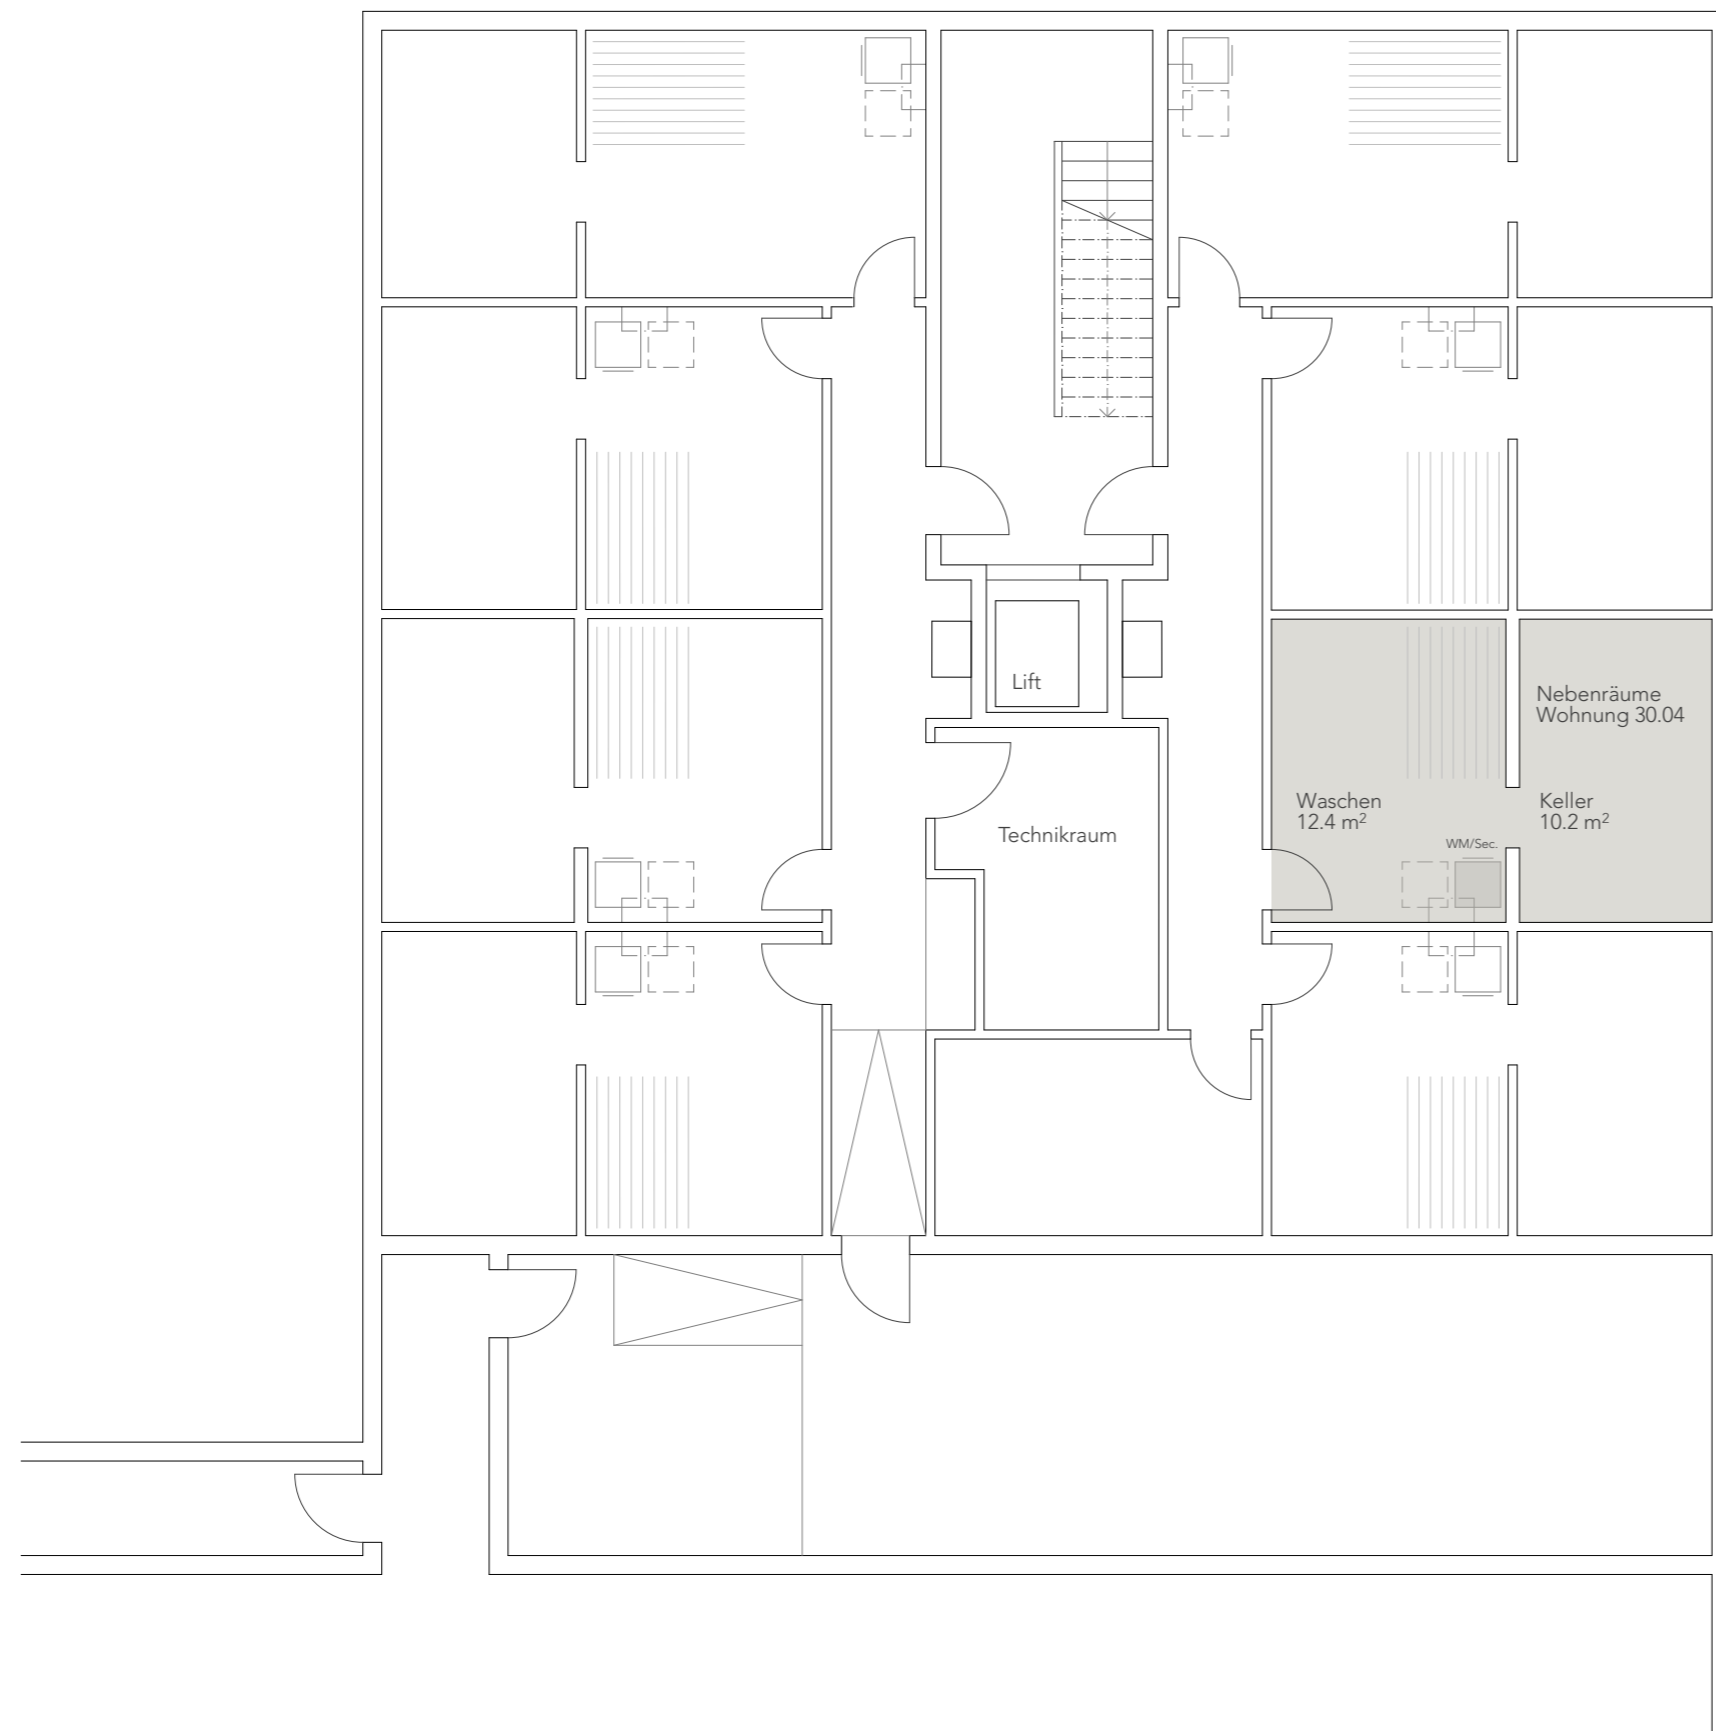 Lift
Nebenräume
Wohnung 30.04
Waschen
12.4 m²
Keller
10.2 m²
Technikraum
WM/Sec.